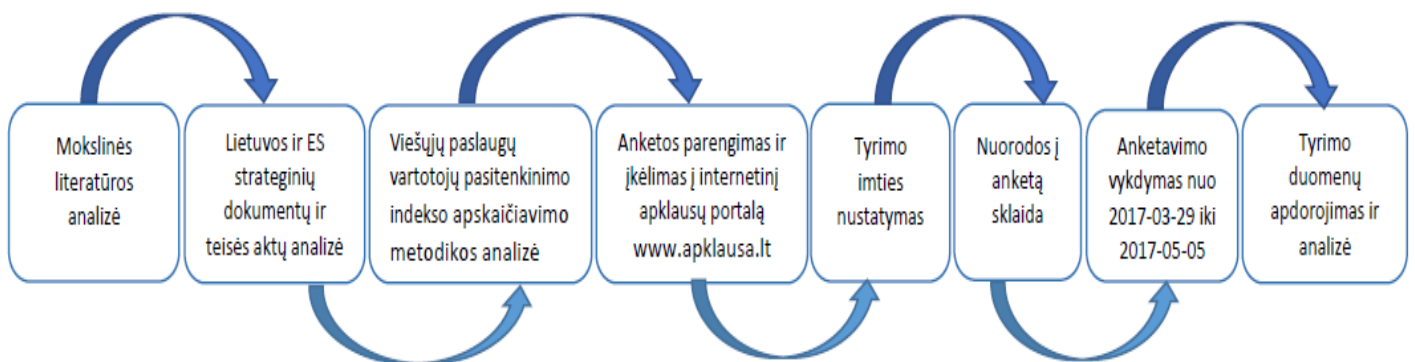 Mokslinės
literatūros
analizė
Lietuvos ir ES
strateginių
dokumentų ir
teisės aktų analizė
Viešųjų paslaugų
vartotojų pasitenkinimo
indekso apskaičiavimo
metodikos analizė
Anketos parengimas ir
įkėlimas į internetinį
apklausų portalą
www.apklausa.lt
Tyrimo
imties
nustatymas
Nuorodos į
anketą
sklaida
Anketavimo
vykdymas nuo
2017-03-29 iki
2017-05-05
Tyrimo
duomenų
apdorojimas ir
analizė